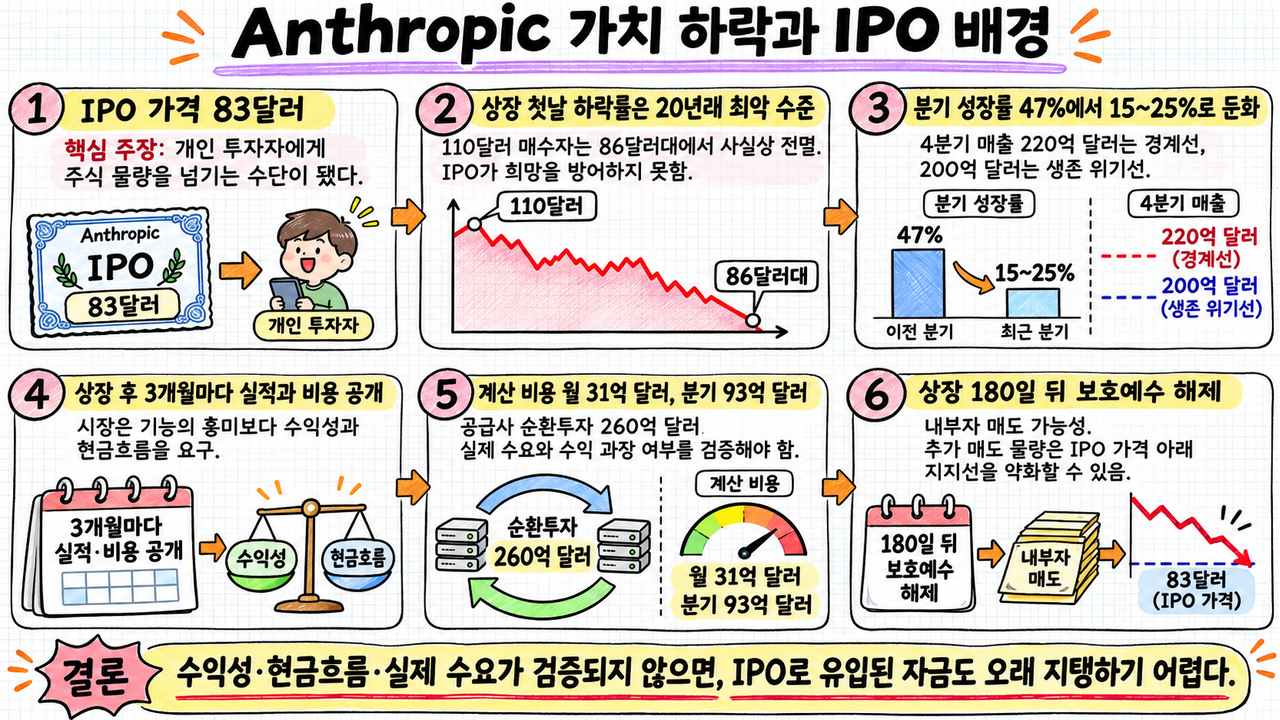 Anthropic 가치 하락과 IPO 배경
1
IPO 가격 83달러
핵심 주장: 개인 투자자에게
주식 물량을 넘기는 수단이 됐다.
Anthropic
IPO
83달러
개인 투자자
2
상장 첫날 하락률은 20년래 최악 수준
110달러 매수자는 86달러대에서 사실상 전멸.
IPO가 희망을 방어하지 못함.
110달러
86달러대
3
분기 성장률 47%에서 15~25%로 둔화
4분기 매출 220억 달러는 경계선,
200억 달러는 생존 위기선.
분기 성장률
47%
15~25%
이전 분기
최근 분기
4분기 매출
220억 달러
(경계선)
200억 달러
(생존 위기선)
4
상장 후 3개월마다 실적과 비용 공개
시장은 기능의 흥미보다 수익성과
현금흐름을 요구.
3개월마다
실적·비용 공개
수익성
현금흐름
5
계산 비용 월 31억 달러, 분기 93억 달러
공급사 순환투자 260억 달러.
실제 수요와 수익 과장 여부를 검증해야 함.
순환투자
260억 달러
계산 비용
월 31억 달러
분기 93억 달러
6
상장 180일 뒤 보호예수 해제
내부자 매도 가능성.
추가 매도 물량은 IPO 가격 아래
지지선을 약화할 수 있음.
180일 뒤
보호예수
해제
내부자
매도
83달러
(IPO 가격)
결론
수익성·현금흐름·실제 수요가 검증되지 않으면, IPO로 유입된 자금도 오래 지탱하기 어렵다.